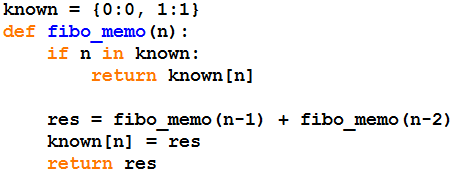 known = {0:0, 1:1}
def fibo_memo(n):
    if n in known:
        return known[n]

    res = fibo_memo(n-1) + fibo_memo(n-2)
    known[n] = res
    return res